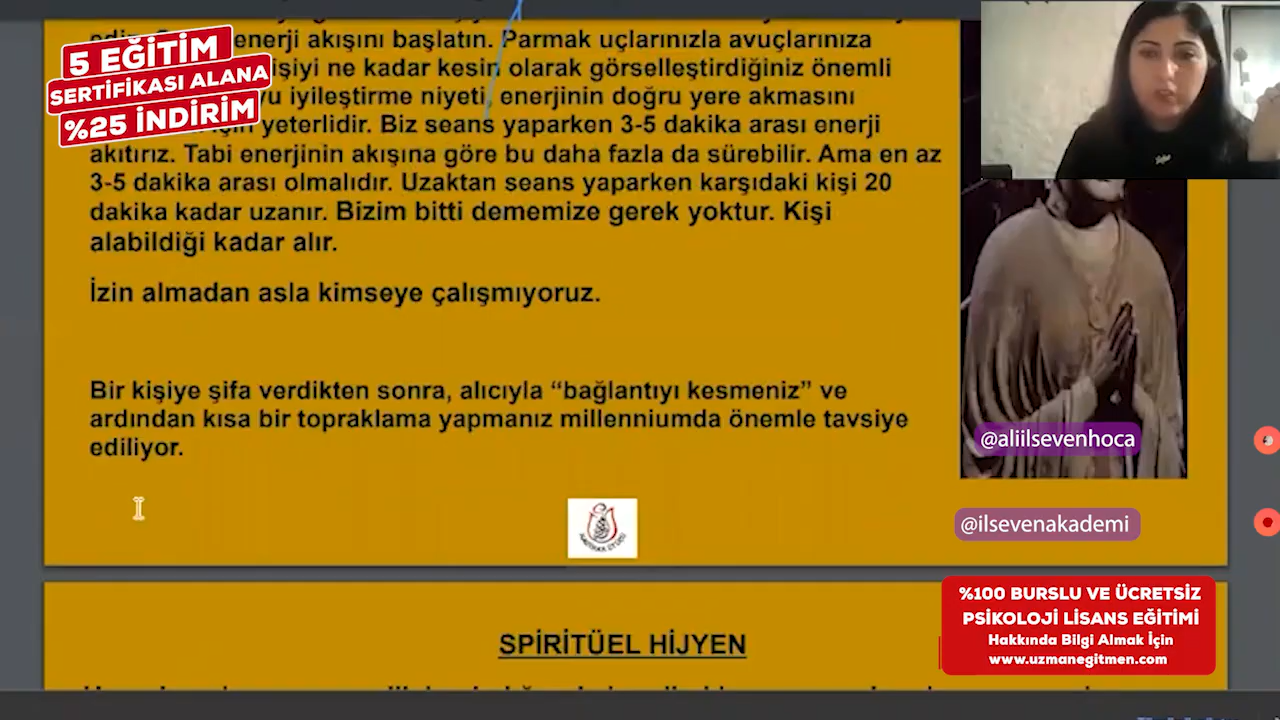 enerji akışını başlatın. Parmak uçlarınızla avuçlarınıza
ne kadar kesin olarak görselleştirdiğiniz önemli
iyileştirme niyeti, enerjinin doğru yere akmasını
yeterlidir. Biz seans yaparken 3-5 dakika arası enerji
akıtırız. Tabi enerjinin akışına göre bu daha fazla da sürebilir. Ama en az
3-5 dakika arası olmalıdır. Uzaktan seans yaparken karşıdaki kişi 20
dakika kadar uzanır. Bizim bitti dememize gerek yoktur. Kişi
alabildiği kadar alır.
İzin almadan asla kimseye çalışmıyoruz.
Bir kişiye şifa verdikten sonra, alıcıyla “bağlantıyı kesmeniz” ve
ardından kısa bir topraklama yapmanız millenniumda önemle tavsiye
ediliyor.
SPİRİTÜEL HİJYEN
5 EĞİTİM
SERTİFİKASI ALANA
%25 İNDİRİM
@aliilsevenhoca
@ilsevenakademi
%100 BURSLU VE ÜCRETSİZ
PSİKOLOJİ LİSANS EĞİTİMİ
Hakkında Bilgi Almak İçin
www.uzmanegitmen.com